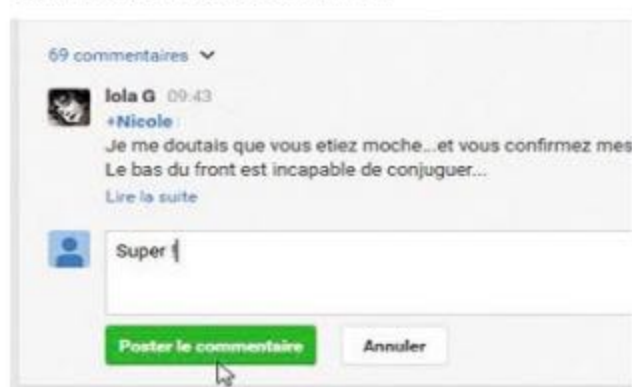 69 commentaires
lola G 09:43
+Nicole
Je me doutais que vous etiez moche...et vous confirmez mes
Le bas du front est incapable de conjuguer...
Lire la suite
Super !
Poster le commentaire
Annuler